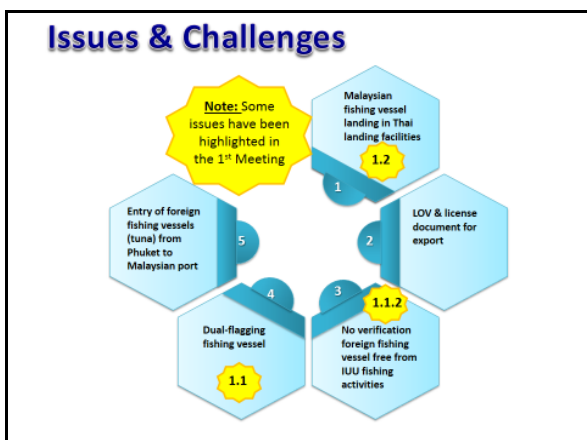 Issues & Challenges
Note: Some
issues have been
highlighted in
the 1st Meeting
Malaysian
fishing vessel
landing in Thai
landing facilities
1.2
1
LOV & license
document for
export
2
1.1.2
3
No verification
foreign fishing
vessel free from
IUU fishing
activities
4
Dual-flagging
fishing vessel
1.1
Entry of foreign
fishing vessels
(tuna) from
Phuket to
Malaysian port
5